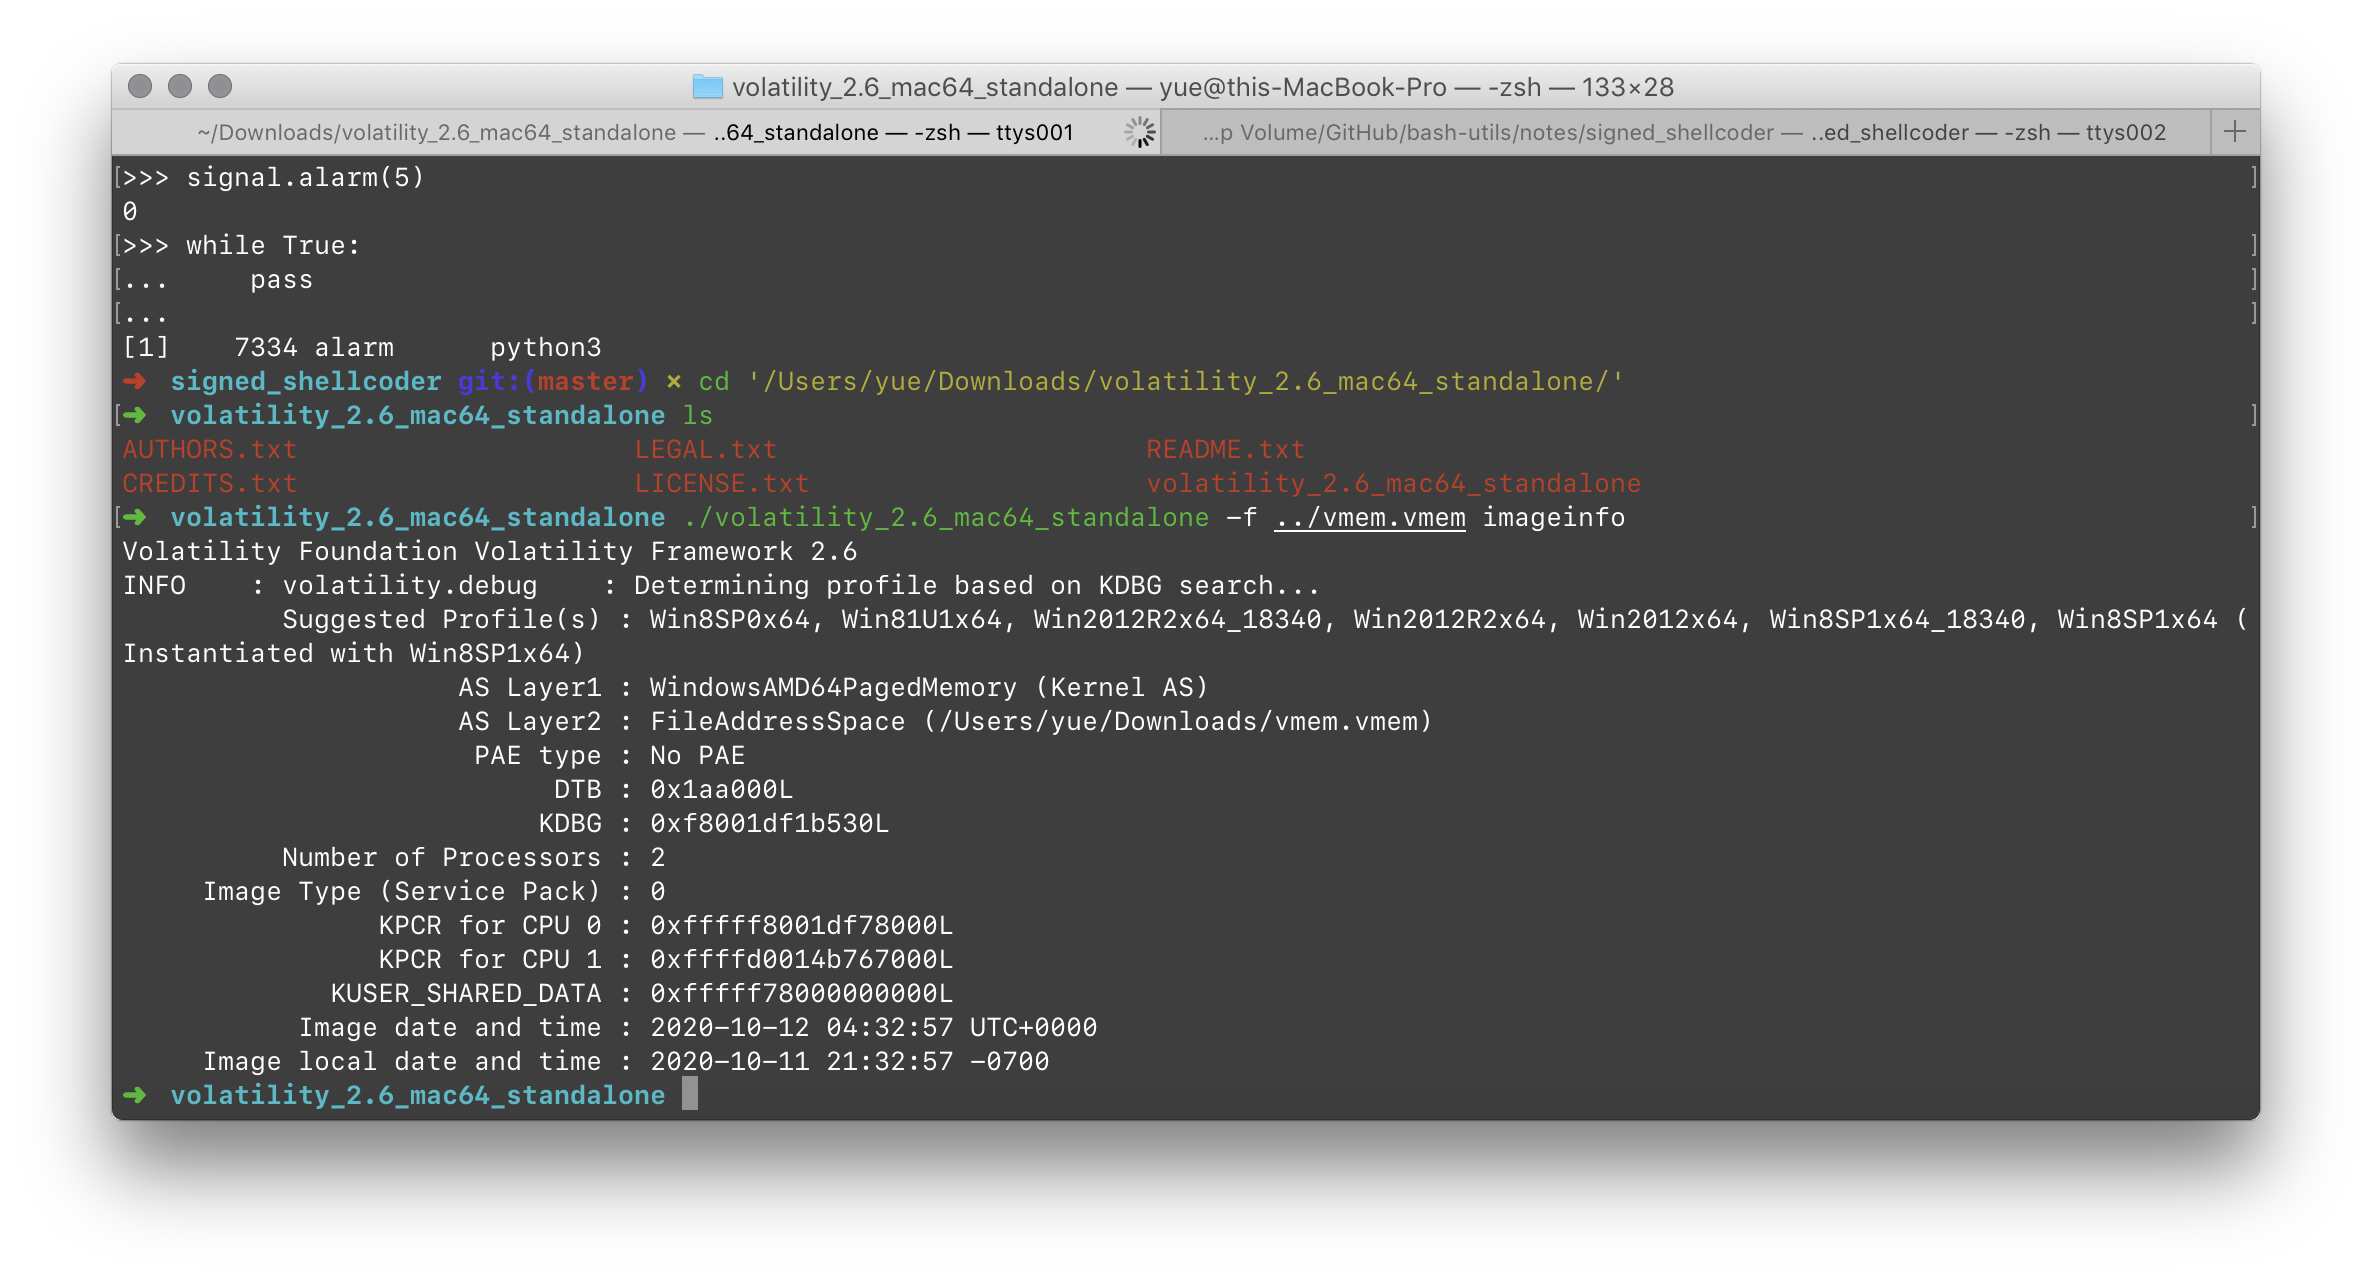 volatility_2.6_mac64_standalone — yue@this-MacBook-Pro — -zsh — 133×28
~/Downloads/volatility_2.6_mac64_standalone — ..64_standalone — -zsh — ttys001
...p Volume/GitHub/bash-utils/notes/signed_shellcoder — ..ed_shellcoder — -zsh — ttys002
[>>> signal.alarm(5) ]
0
[>>> while True: ]
[...     pass ]
[... ]
[1]    7334 alarm      python3
➜  signed_shellcoder git:(master) ✗ cd '/Users/yue/Downloads/volatility_2.6_mac64_standalone/'
[➜  volatility_2.6_mac64_standalone ls ]
AUTHORS.txt                     LEGAL.txt                       README.txt
CREDITS.txt                     LICENSE.txt                     volatility_2.6_mac64_standalone
[➜  volatility_2.6_mac64_standalone ./volatility_2.6_mac64_standalone -f ../vmem.vmem imageinfo ]
Volatility Foundation Volatility Framework 2.6
INFO    : volatility.debug    : Determining profile based on KDBG search...
          Suggested Profile(s) : Win8SP0x64, Win81U1x64, Win2012R2x64_18340, Win2012R2x64, Win2012x64, Win8SP1x64_18340, Win8SP1x64 (
Instantiated with Win8SP1x64)
                     AS Layer1 : WindowsAMD64PagedMemory (Kernel AS)
                     AS Layer2 : FileAddressSpace (/Users/yue/Downloads/vmem.vmem)
                      PAE type : No PAE
                           DTB : 0x1aa000L
                          KDBG : 0xf8001df1b530L
          Number of Processors : 2
     Image Type (Service Pack) : 0
                KPCR for CPU 0 : 0xfffff8001df78000L
                KPCR for CPU 1 : 0xffffd0014b767000L
             KUSER_SHARED_DATA : 0xfffff78000000000L
           Image date and time : 2020-10-12 04:32:57 UTC+0000
     Image local date and time : 2020-10-11 21:32:57 -0700
➜  volatility_2.6_mac64_standalone